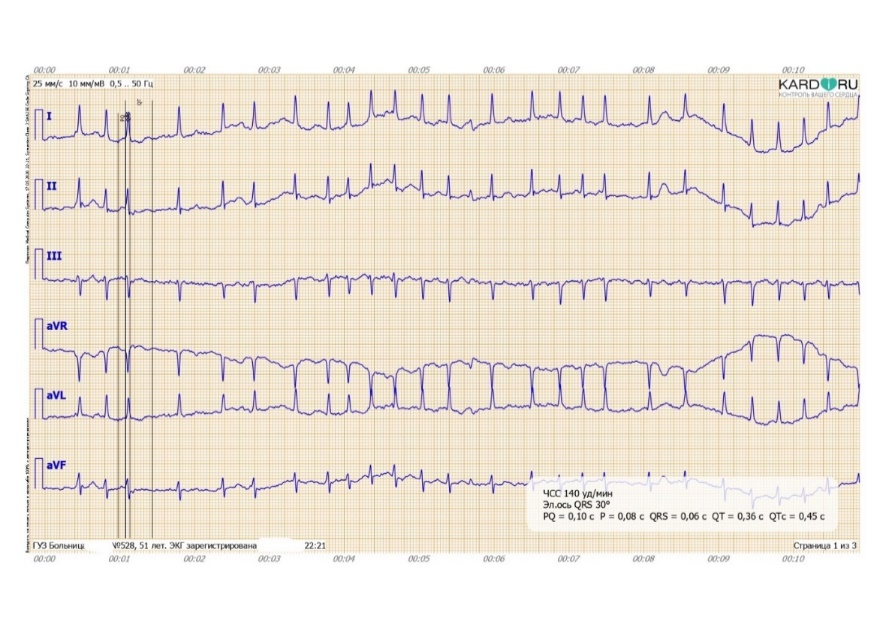 00:00 00:01 00:02 00:03 00:04 00:05 00:06 00:07 00:08 00:09 00:10
25 мм/с 10 мм/мВ 0,5 .. 50 Гц
KARDI RU
КОНТРОЛЬ ВАШЕГО СЕРДЦА
I
II
III
aVR
aVL
aVF
ЧСС 140 уд/мин
Эл.ось QRS 30°
PQ = 0,10 с P = 0,08 с QRS = 0,06 с QT = 0,36 с QTc = 0,45 с
ГУЗ Больниц №528, 51 лет. ЭКГ зарегистрирована 22:21 Страница 1 из 3
00:00 00:01 00:02 00:03 00:04 00:05 00:06 00:07 00:08 00:09 00:10